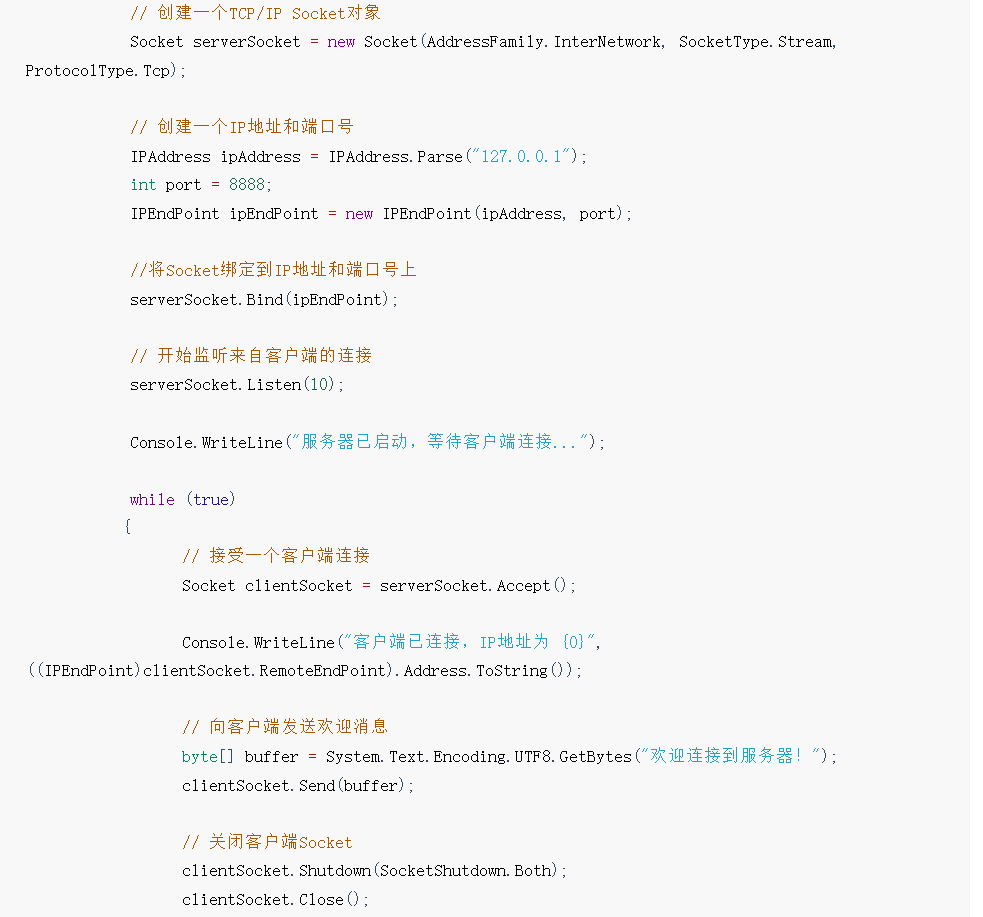 // 创建一个TCP/IP Socket对象
Socket serverSocket = new Socket(AddressFamily.InterNetwork, SocketType.Stream,
ProtocolType.Tcp);
// 创建一个IP地址和端口号
IPAddress ipAddress = IPAddress.Parse("127.0.0.1");
int port = 8888;
IPEndPoint ipEndPoint = new IPEndPoint(ipAddress, port);
//将Socket绑定到IP地址和端口号上
serverSocket.Bind(ipEndPoint);
// 开始监听来自客户端的连接
serverSocket.Listen(10);
Console.WriteLine("服务器已启动，等待客户端连接...");
while (true)
{
// 接受一个客户端连接
Socket clientSocket = serverSocket.Accept();
Console.WriteLine("客户端已连接，IP地址为 {0}",
((IPEndPoint)clientSocket.RemoteEndPoint).Address.ToString());
// 向客户端发送欢迎消息
byte[] buffer = System.Text.Encoding.UTF8.GetBytes("欢迎连接到服务器！");
clientSocket.Send(buffer);
// 关闭客户端Socket
clientSocket.Shutdown(SocketShutdown.Both);
clientSocket.Close();